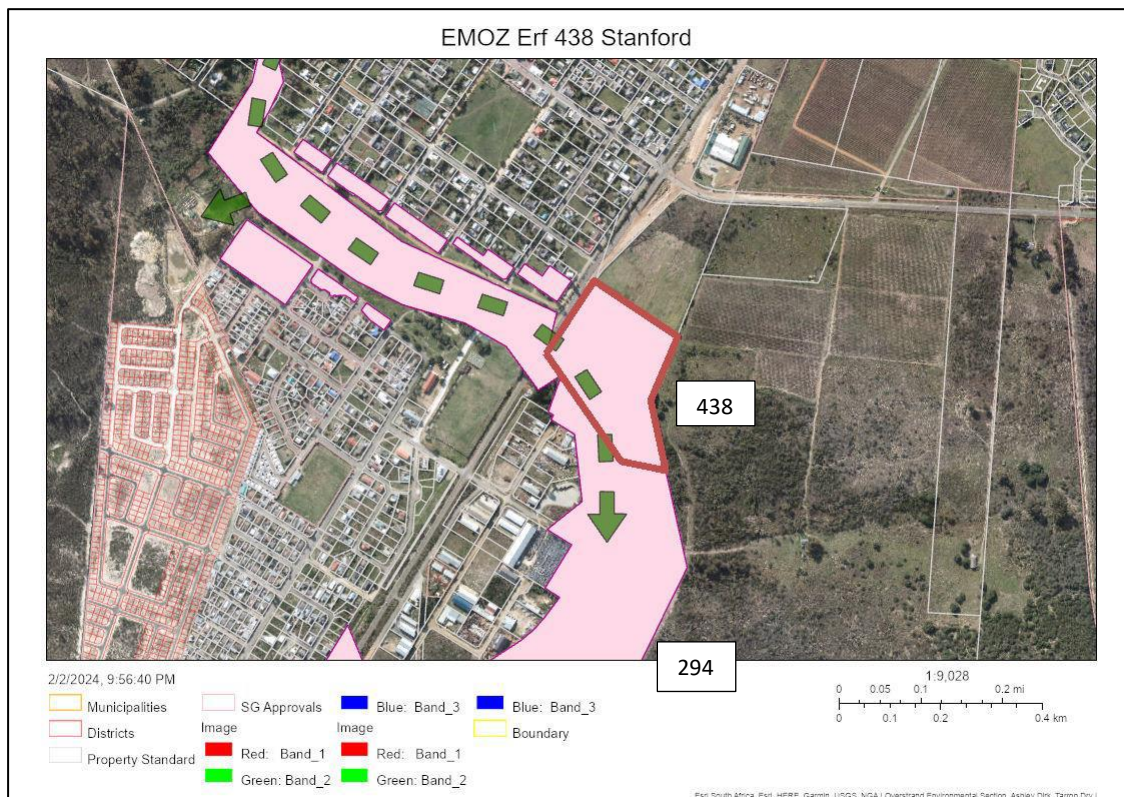 EMOZ Erf 438 Stanford
438
294
2/2/2024, 9:56:40 PM
Municipalities
Districts
Property Standard
SG Approvals
Image
Red: Band_1
Green: Band_2
Blue: Band_3
Image
Red: Band_1
Green: Band_2
Blue: Band_3
Boundary
1:9,028
0 0.05 0.1 0.2 mi
0 0.1 0.2 0.4 km
Esri South Africa, Esri, HERE, Garmin, USGS, NGA | Overstrand Environmental Section, Ashley Dirk, Tarron Dry |